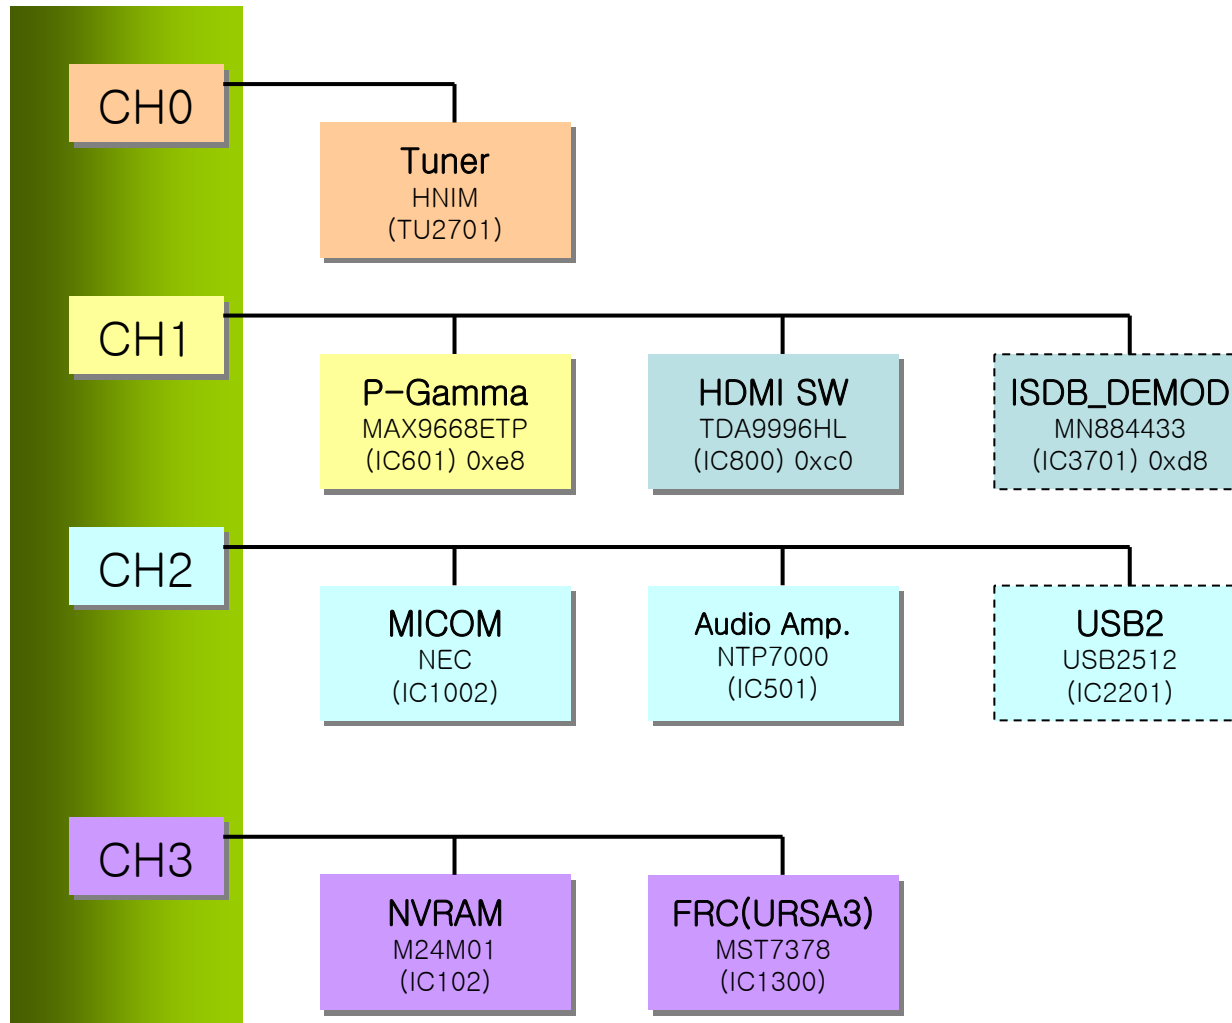 CH0
Tuner
HNIM
(TU2701)
CH1
P-Gamma
MAX9668ETP
(IC601) 0xe8
HDMI SW
TDA9996HL
(IC800) 0xc0
ISDB_DEMOD
MN884433
(IC3701) 0xd8
CH2
MICOM
NEC
(IC1002)
Audio Amp.
NTP7000
(IC501)
USB2
USB2512
(IC2201)
CH3
NVRAM
M24M01
(IC102)
FRC(URSA3)
MST7378
(IC1300)